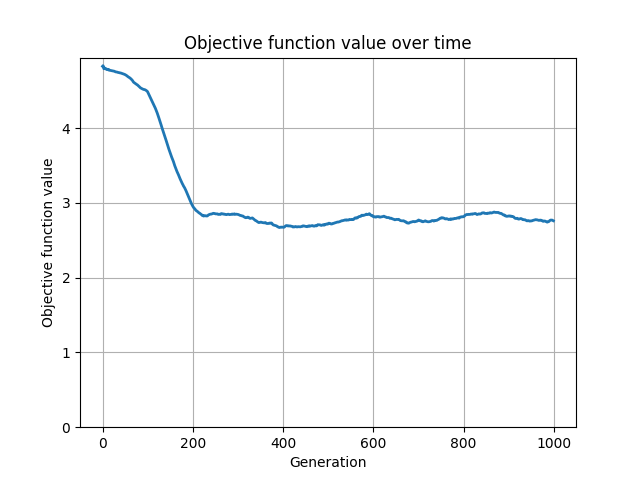 Objective function value over time
Objective function value
4
3
2
1
0
0 200 400 600 800 1000
Generation